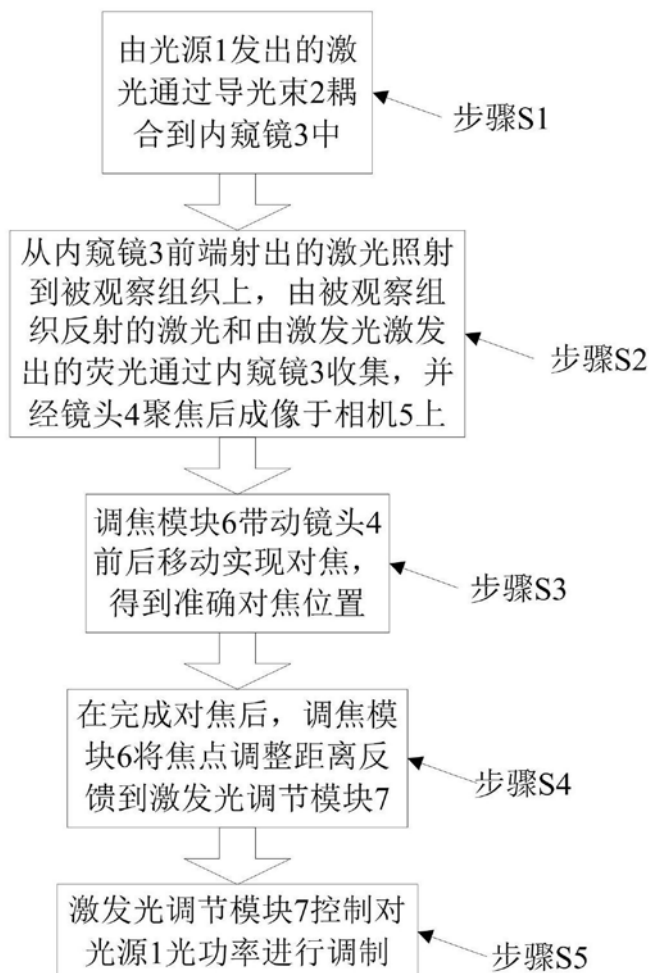 由光源1发出的激
光通过导光束2耦
合到内窥镜3中
步骤S1
从内窥镜3前端射出的激光照射
到被观察组织上，由被观察组
织反射的激光和由激发光激发
出的荧光通过内窥镜3收集，并
经镜头4聚焦后成像于相机5上
步骤S2
调焦模块6带动镜头4
前后移动实现对焦，
得到准确对焦位置
步骤S3
在完成对焦后，调焦模
块6将焦点调整距离反
馈到激发光调节模块7
步骤S4
激发光调节模块7控制对
光源1光功率进行调制
步骤S5